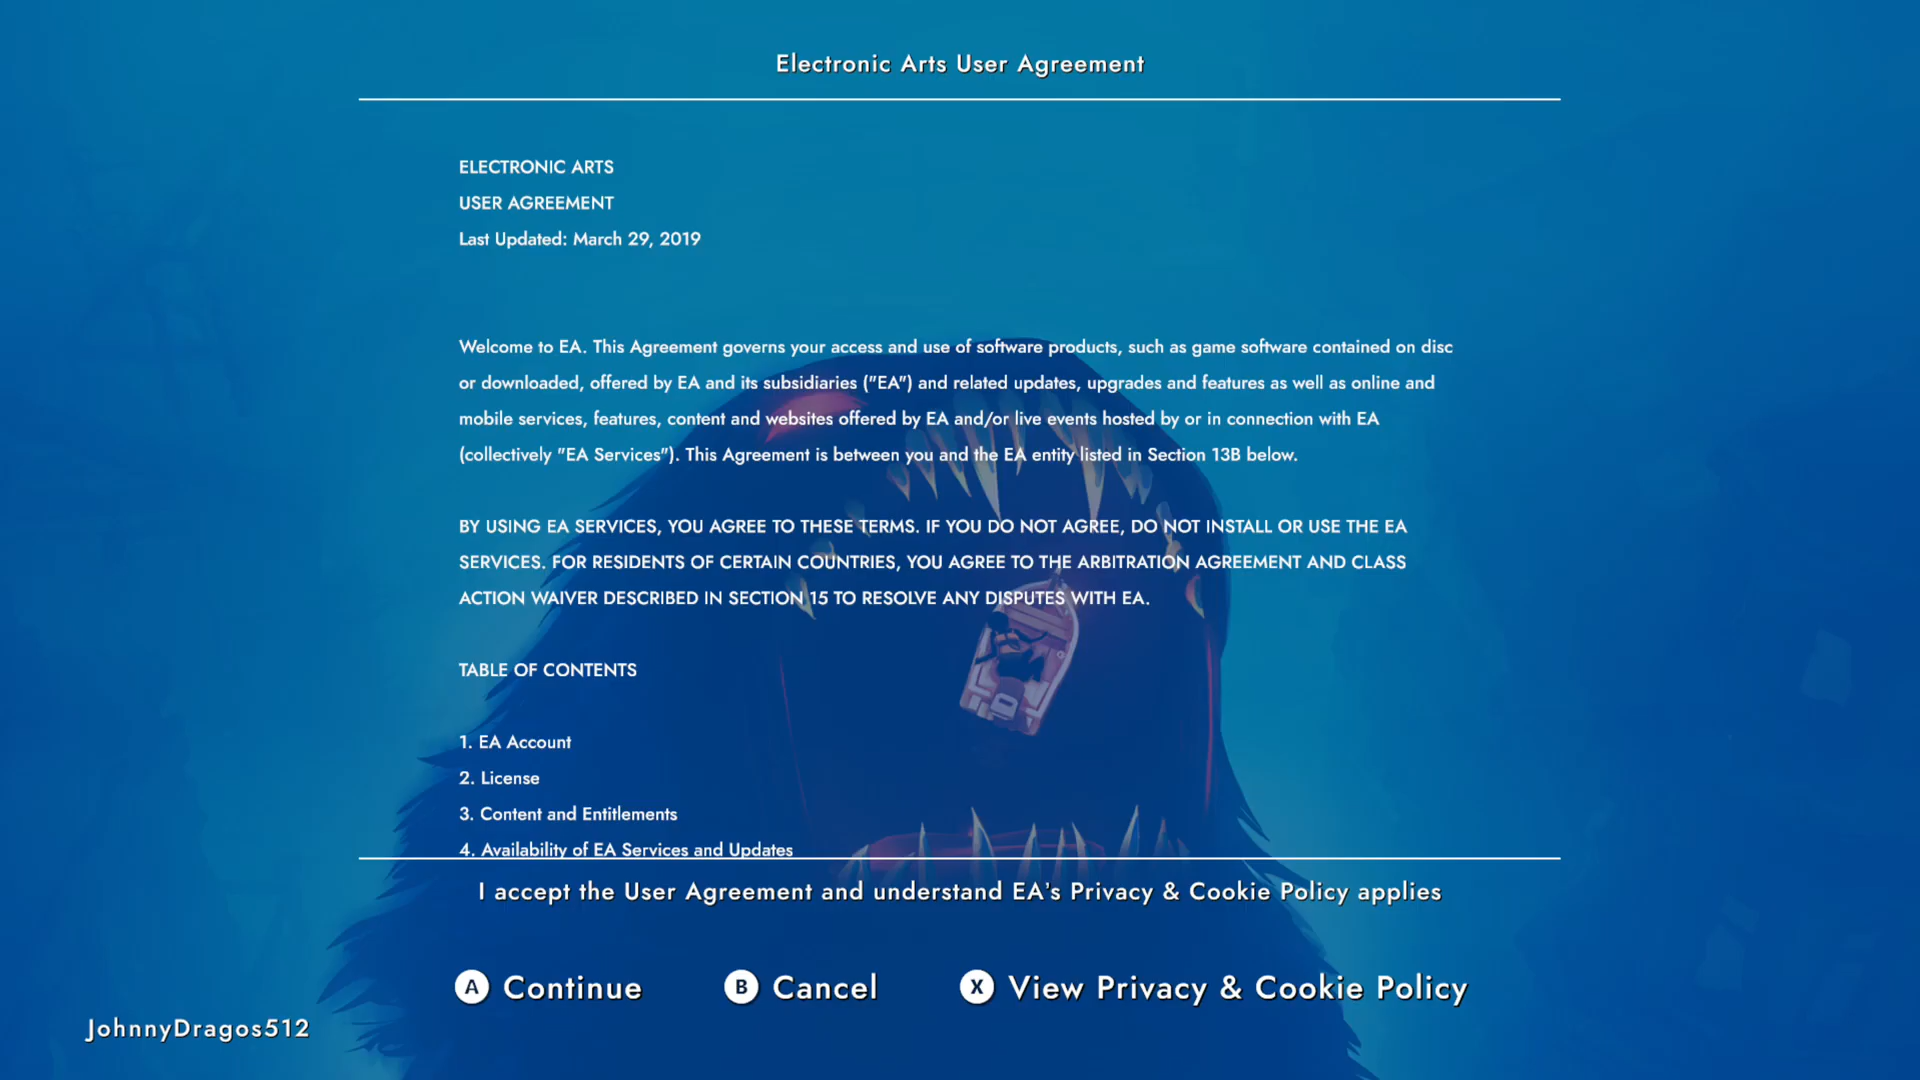 Electronic Arts User Agreement
ELECTRONIC ARTS
USER AGREEMENT
Last Updated: March 29, 2019
Welcome to EA. This Agreement governs your access and use of software products, such as game software contained on disc
or downloaded, offered by EA and its subsidiaries ("EA") and related updates, upgrades and features as well as online and
mobile services, features, content and websites offered by EA and/or live events hosted by or in connection with EA
(collectively "EA Services"). This Agreement is between you and the EA entity listed in Section 13B below.
BY USING EA SERVICES, YOU AGREE TO THESE TERMS. IF YOU DO NOT AGREE, DO NOT INSTALL OR USE THE EA
SERVICES. FOR RESIDENTS OF CERTAIN COUNTRIES, YOU AGREE TO THE ARBITRATION AGREEMENT AND CLASS
ACTION WAIVER DESCRIBED IN SECTION 15 TO RESOLVE ANY DISPUTES WITH EA.
TABLE OF CONTENTS
1. EA Account
2. License
3. Content and Entitlements
4. Availability of EA Services and Updates
I accept the User Agreement and understand EA's Privacy & Cookie Policy applies
A Continue B Cancel X View Privacy & Cookie Policy
JohnnyDragos512